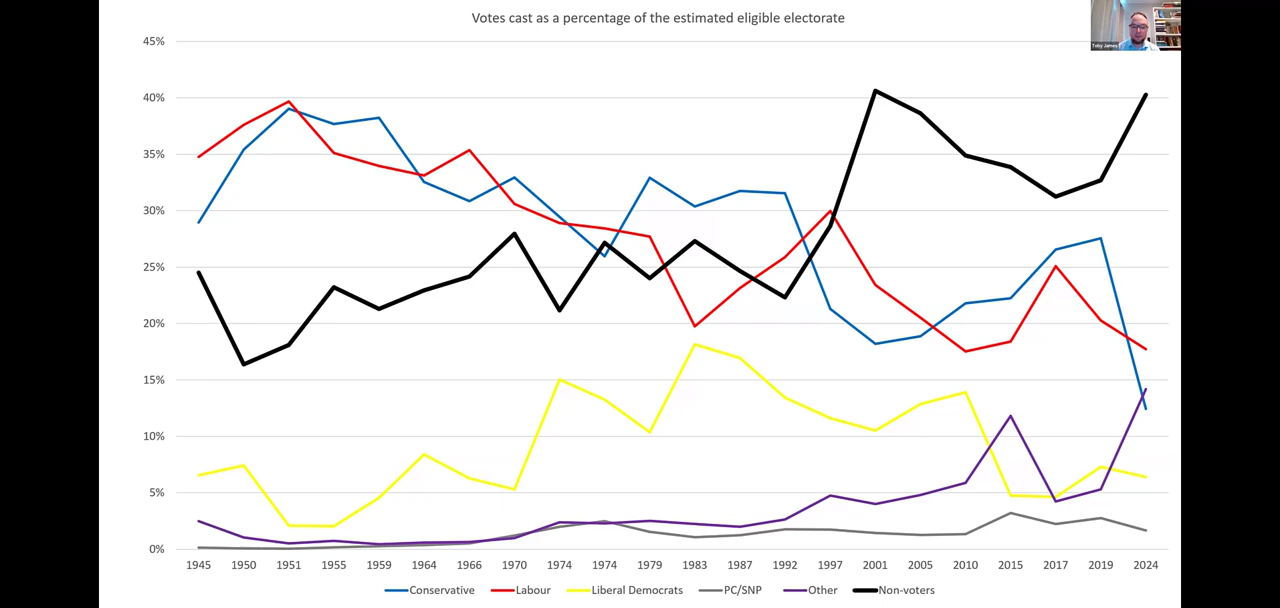 Votes cast as a percentage of the estimated eligible electorate
Toby James
45%
40%
35%
30%
25%
20%
15%
10%
5%
0%
1945 1950 1951 1955 1959 1964 1966 1970 1974 1974 1979 1983 1987 1992 1997 2001 2005 2010 2015 2017 2019 2024
Conservative Labour Liberal Democrats PC/SNP Other Non-voters